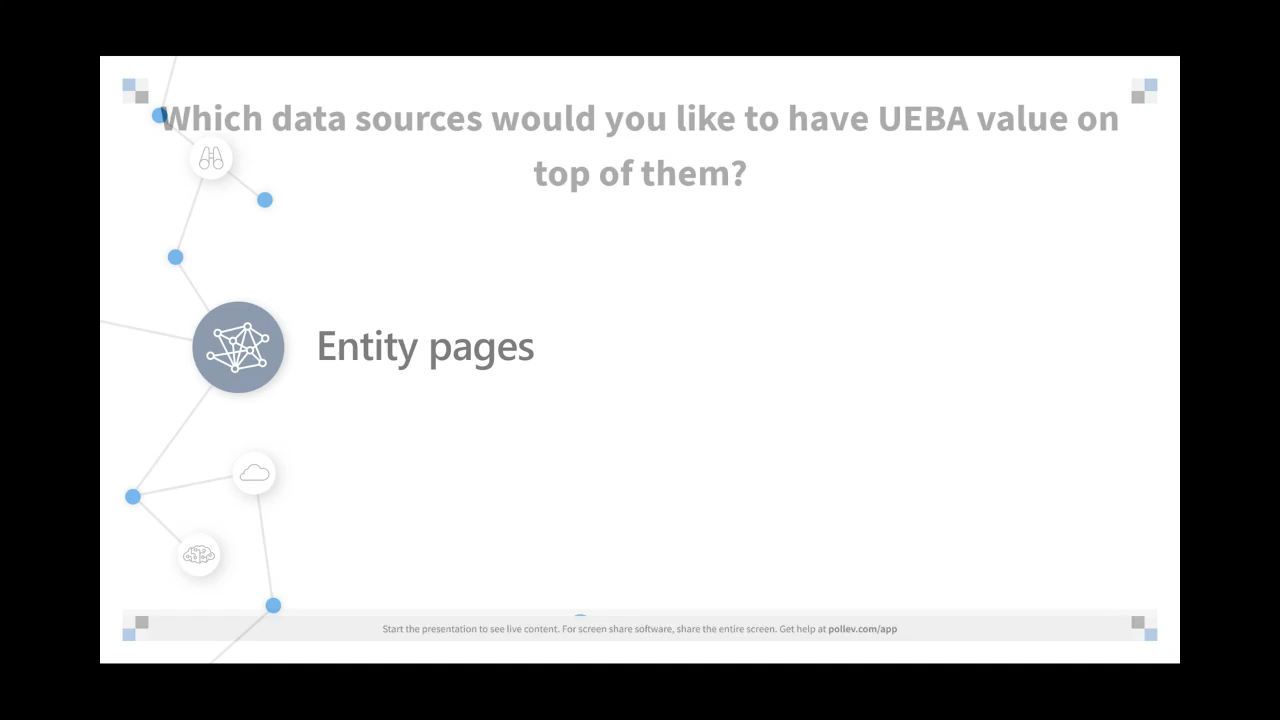 Which data sources would you like to have UEBA value on
top of them?
Entity pages
Start the presentation to see live content. For screen share software, share the entire screen. Get help at pollev.com/app